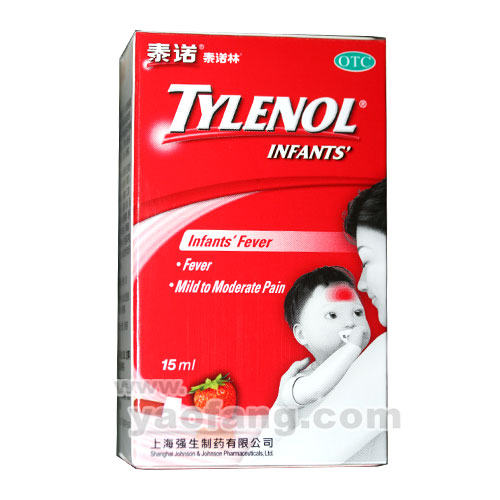 泰诺® 泰诺林®
OTC
TYLENOL®
INFANTS'
Infants' Fever
• Fever
• Mild to Moderate Pain
15 ml
www.
yaofang.com
上海强生制药有限公司
Shanghai Johnson & Johnson Pharmaceuticals, Ltd.